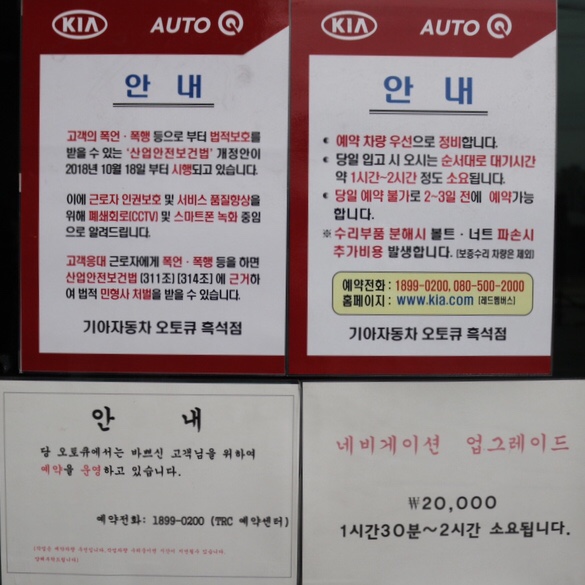 KIA AUTO Q
안 내
고객의 폭언 · 폭행 등으로 부터 법적보호를
받을 수 있는 '산업안전보건법' 개정안이
2018년 10월 18일부터 시행되고 있습니다.
이에 근로자 인권보호 및 서비스 품질향상을
위해 폐쇄회로(CCTV) 및 스마트폰 녹화 중임
으로 알려드립니다.
고객응대 근로자에게 폭언 · 폭행 등을 하면
산업안전보건법 [311조] [314조] 에 근거하
여 법적 민형사 처벌을 받을 수 있습니다.
기아자동차 오토큐 흑석점
KIA AUTO Q
안 내
예약 차량 우선으로 정비합니다.
당일 입고 시 오시는 순서대로 대기시간
약 1시간~2시간 정도 소요됩니다.
당일 예약 불가로 2~3일 전에 예약가능
합니다.
※ 수리부품 분해시 볼트 · 너트 파손시
추가비용 발생합니다. (보증수리 차량은 제외)
예약전화 : 1899-0200, 080-500-2000
홈페이지 : www.kia.com (레드멤버스)
기아자동차 오토큐 흑석점
안 내
당 오토큐에서는 바쁘신 고객님을 위하여
예약을 운영하고 있습니다.
예약전화: 1899-0200 (TRC 예약센터)
네비게이션 업그레이드
₩20,000
1시간30분~2시간 소요됩니다.